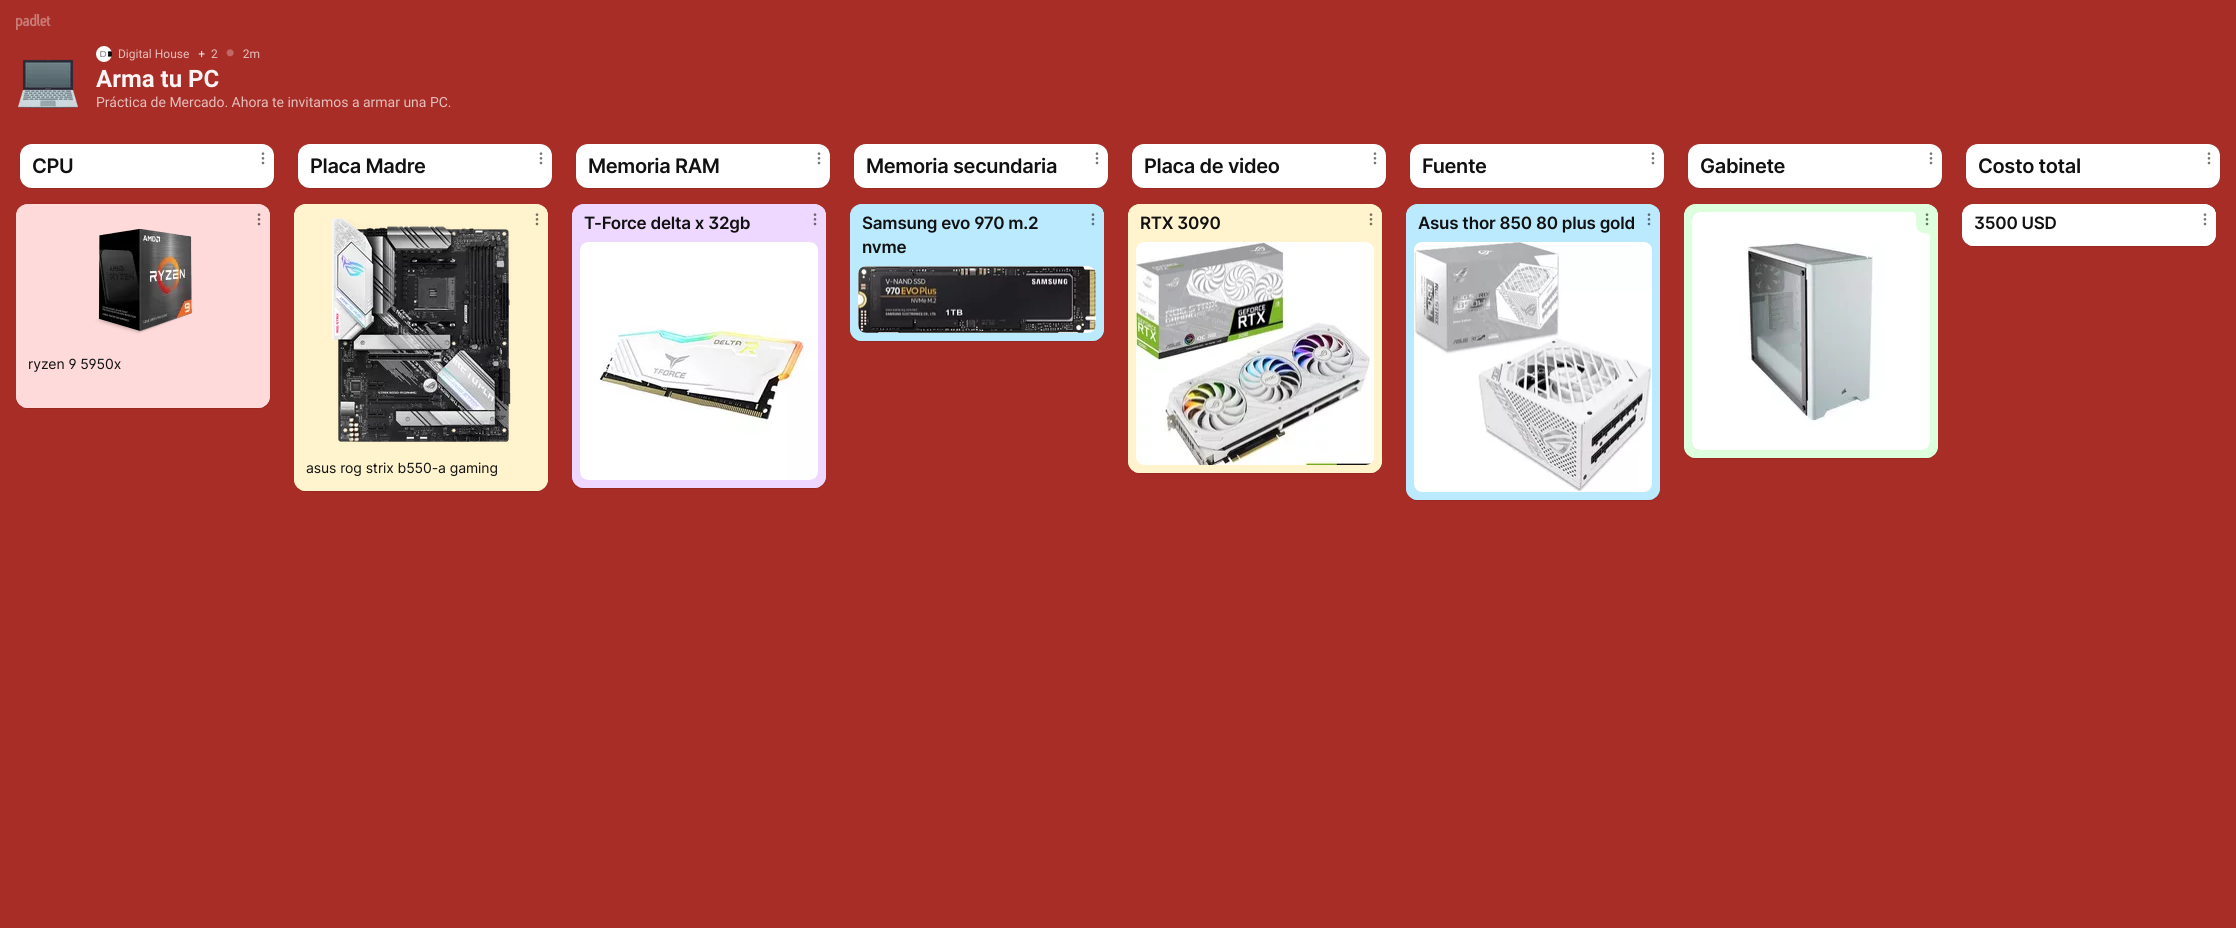 padlet
Digital House + 2 2m
Arma tu PC
Práctica de Mercado. Ahora te invitamos a armar una PC.
CPU
AMD
RYZEN
9
ryzen 9 5950x
Placa Madre
asus rog strix b550-a gaming
Memoria RAM
T-Force delta x 32gb
DELTA
T-FORCE
Memoria secundaria
Samsung evo 970 m.2
nvme
V-NAND SSD
970 EVO Plus
NVMe M.2
SAMSUNG
1TB
Placa de video
RTX 3090
GEFORCE
RTX
RTX
Fuente
Asus thor 850 80 plus gold
Gabinete
Costo total
3500 USD